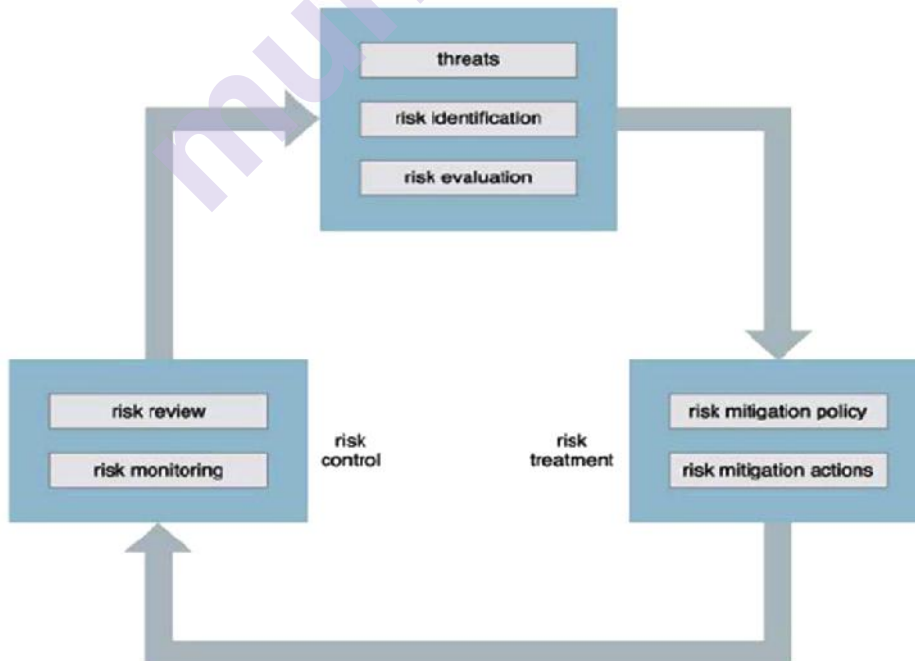 threats
risk identification
risk evaluation
risk review
risk monitoring
risk
control
risk
treatment
risk mitigation policy
risk mitigation actions